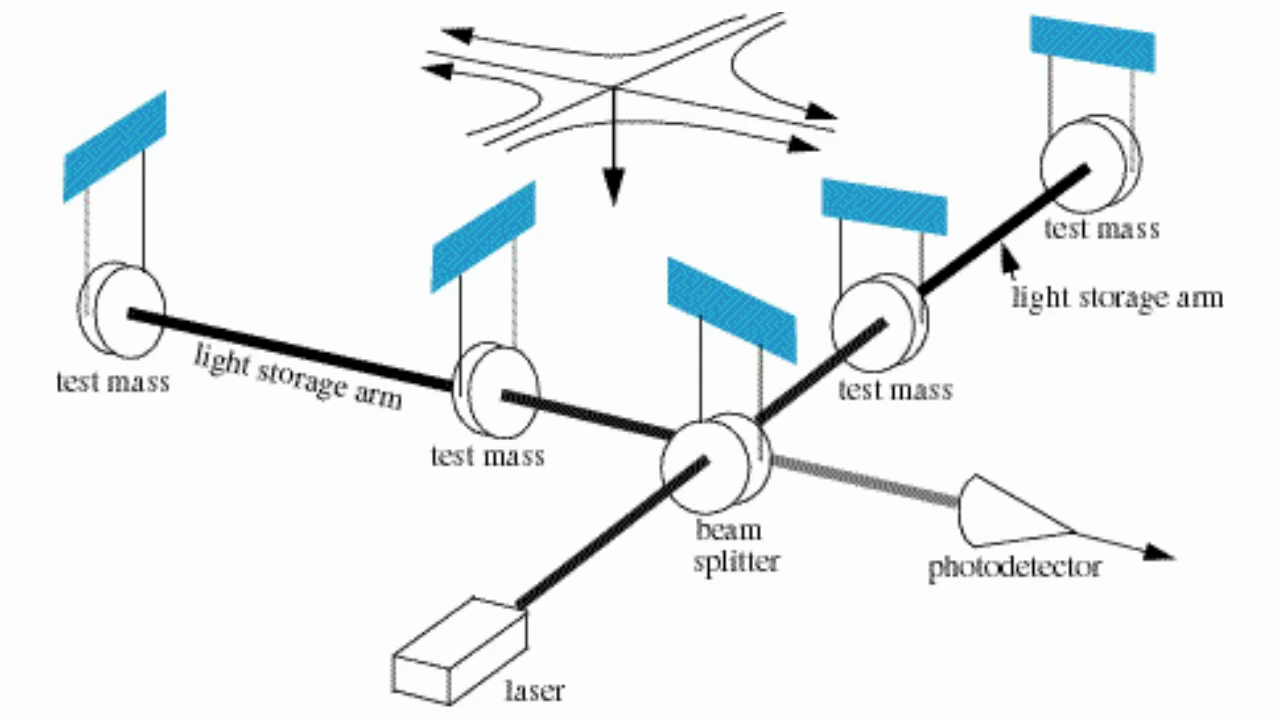 test mass
light storage arm
test mass
test mass
light storage arm
test mass
beam
splitter
photodetector
laser